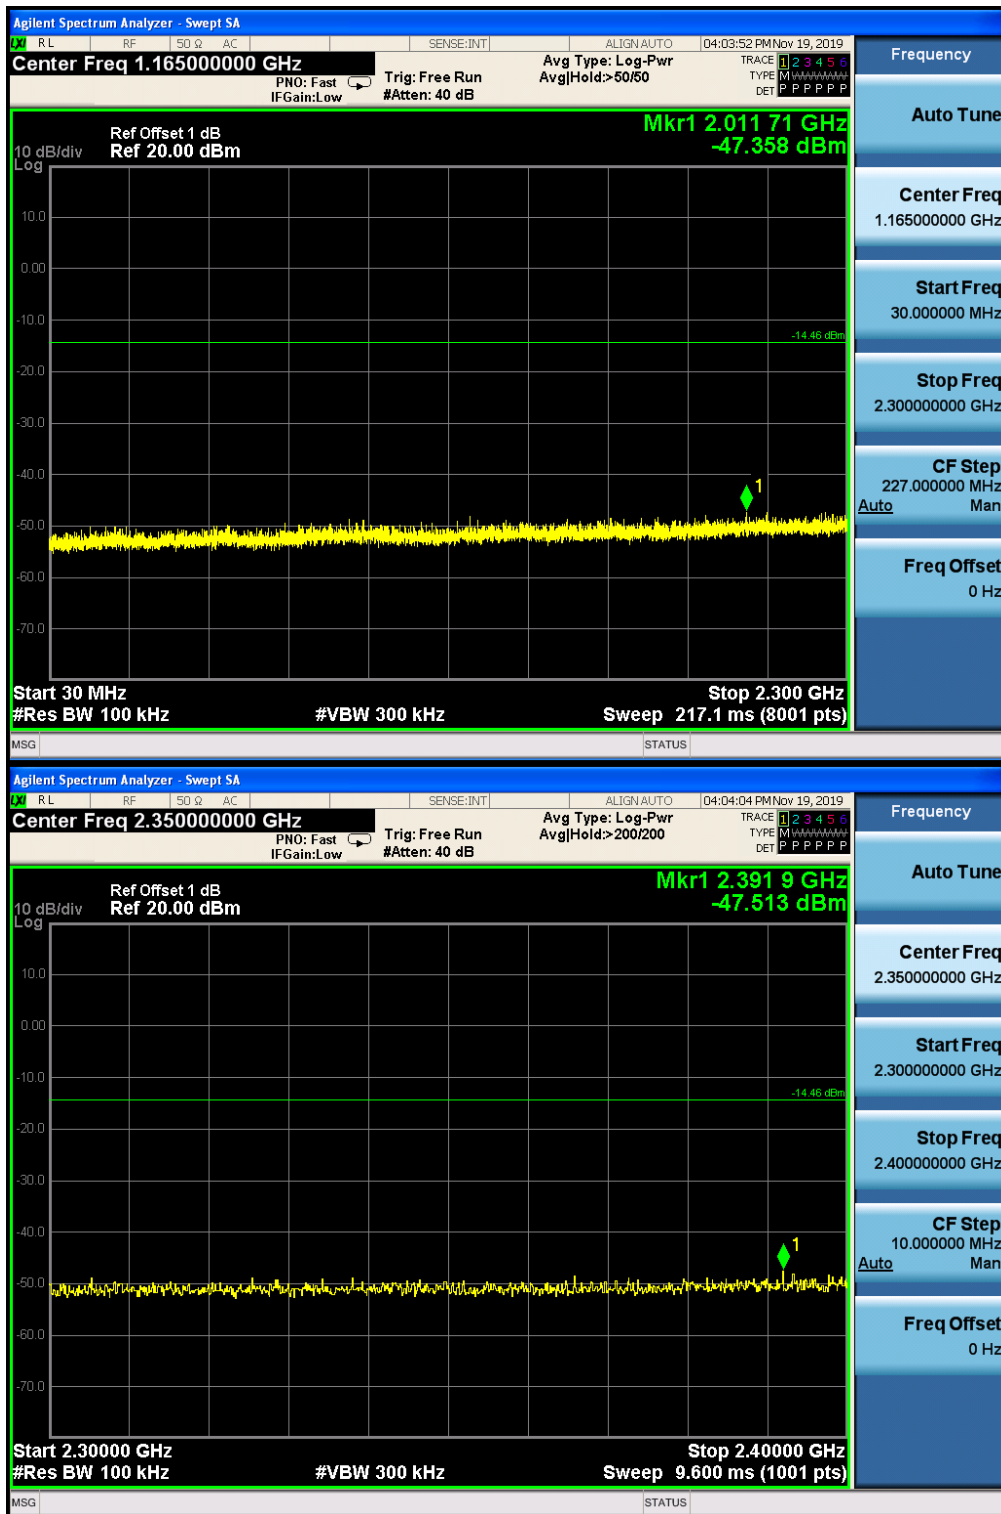 Agilent Spectrum Analyzer - Swept SA
LXI RL RF 50 Ω AC SENSE:INT ALIGN AUTO 04:03:52 PM Nov 19, 2019
Center Freq 1.165000000 GHz
PNO: Fast
IFGain:Low
Trig: Free Run
#Atten: 40 dB
Avg Type: Log-Pwr
Avg|Hold:>50/50
TRACE 1 2 3 4 5 6
TYPE M WWWWW
DET P P P P P P
Mkr1 2.011 71 GHz
-47.358 dBm
Ref Offset 1 dB
10 dB/div Ref 20.00 dBm
Log
10.0
0.00
-10.0
-14.46 dBm
-20.0
-30.0
-40.0
1
-50.0
-60.0
-70.0
Start 30 MHz Stop 2.300 GHz
#Res BW 100 kHz #VBW 300 kHz Sweep 217.1 ms (8001 pts)
MSG STATUS
Frequency
Auto Tune
Center Freq
1.165000000 GHz
Start Freq
30.000000 MHz
Stop Freq
2.300000000 GHz
CF Step
227.000000 MHz
Auto Man
Freq Offset
0 Hz
Agilent Spectrum Analyzer - Swept SA
LXI RL RF 50 Ω AC SENSE:INT ALIGN AUTO 04:04:04 PM Nov 19, 2019
Center Freq 2.350000000 GHz
PNO: Fast
IFGain:Low
Trig: Free Run
#Atten: 40 dB
Avg Type: Log-Pwr
Avg|Hold:>200/200
TRACE 1 2 3 4 5 6
TYPE M WWWWW
DET P P P P P P
Mkr1 2.391 9 GHz
-47.513 dBm
Ref Offset 1 dB
10 dB/div Ref 20.00 dBm
Log
10.0
0.00
-10.0
-14.46 dBm
-20.0
-30.0
-40.0
1
-50.0
-60.0
-70.0
Start 2.30000 GHz Stop 2.40000 GHz
#Res BW 100 kHz #VBW 300 kHz Sweep 9.600 ms (1001 pts)
MSG STATUS
Frequency
Auto Tune
Center Freq
2.350000000 GHz
Start Freq
2.300000000 GHz
Stop Freq
2.400000000 GHz
CF Step
10.000000 MHz
Auto Man
Freq Offset
0 Hz